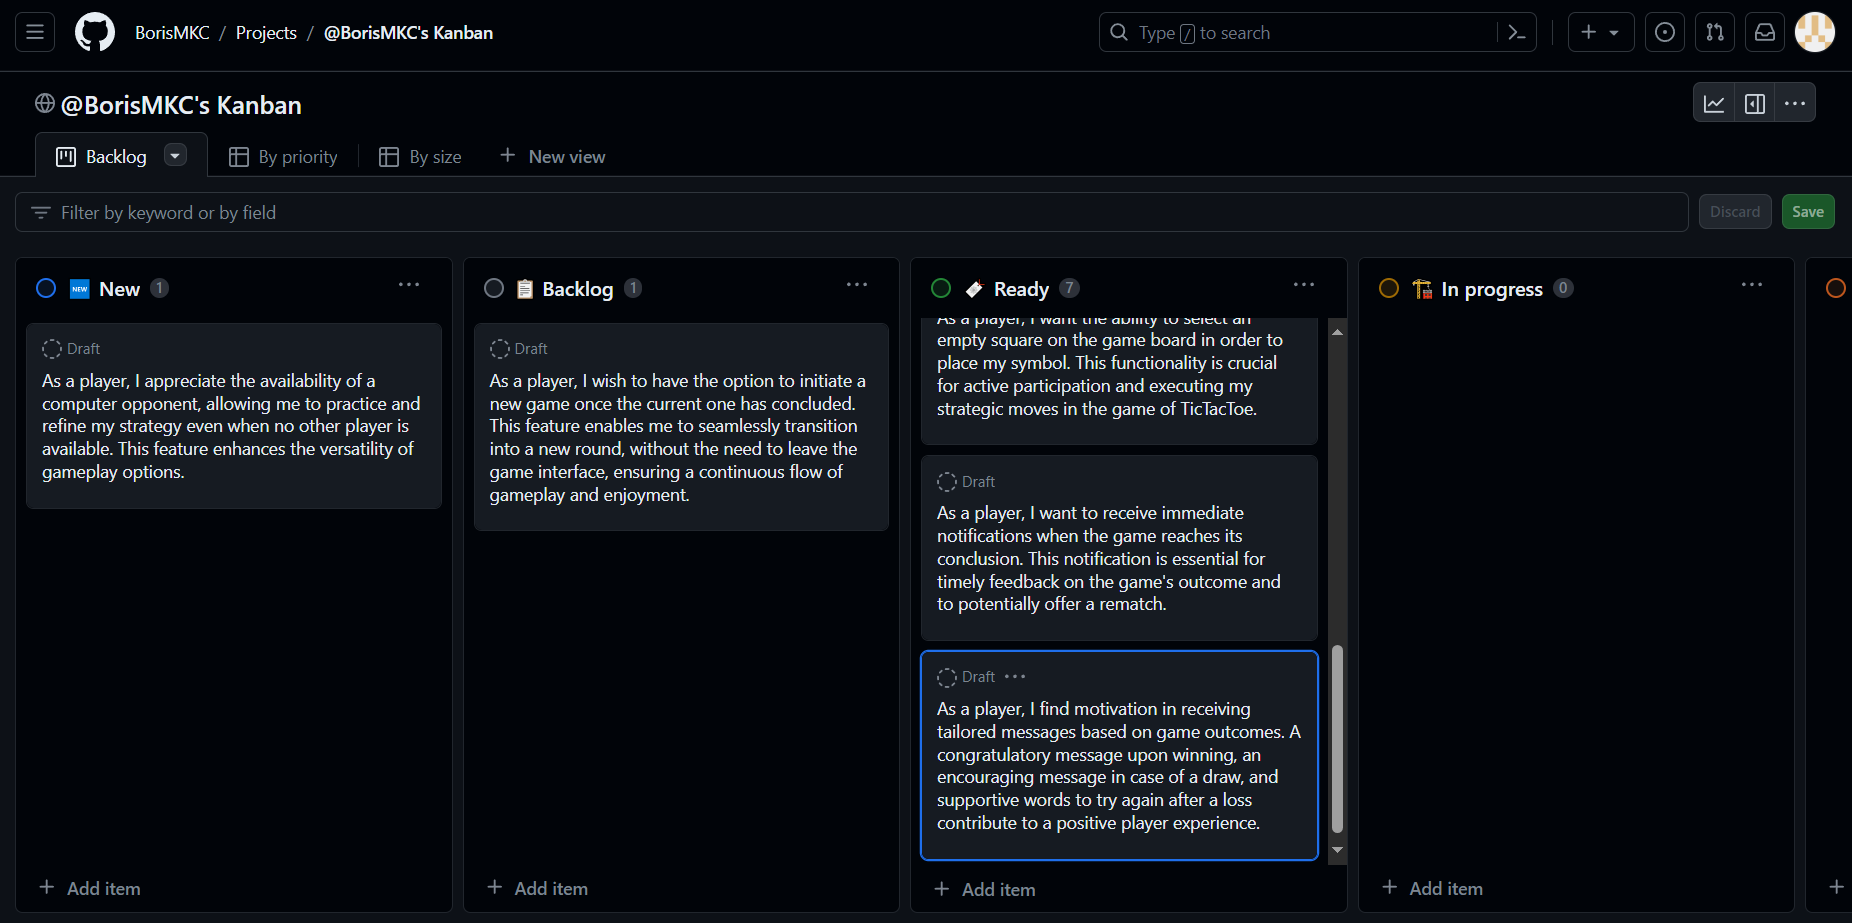 BorisMKC / Projects / @BorisMKC's Kanban
Type / to search
@BorisMKC's Kanban
Backlog
By priority
By size
New view
Filter by keyword or by field
Discard
Save
NEW New 1
Draft
As a player, I appreciate the availability of a
computer opponent, allowing me to practice and
refine my strategy even when no other player is
available. This feature enhances the versatility of
gameplay options.
Add item
Backlog 1
Draft
As a player, I wish to have the option to initiate a
new game once the current one has concluded.
This feature enables me to seamlessly transition
into a new round, without the need to leave the
game interface, ensuring a continuous flow of
gameplay and enjoyment.
Add item
Ready 7
As a player, I want the ability to select an
empty square on the game board in order to
place my symbol. This functionality is crucial
for active participation and executing my
strategic moves in the game of TicTacToe.
Draft
As a player, I want to receive immediate
notifications when the game reaches its
conclusion. This notification is essential for
timely feedback on the game's outcome and
to potentially offer a rematch.
Draft
As a player, I find motivation in receiving
tailored messages based on game outcomes. A
congratulatory message upon winning, an
encouraging message in case of a draw, and
supportive words to try again after a loss
contribute to a positive player experience.
Add item
In progress 0
Add item